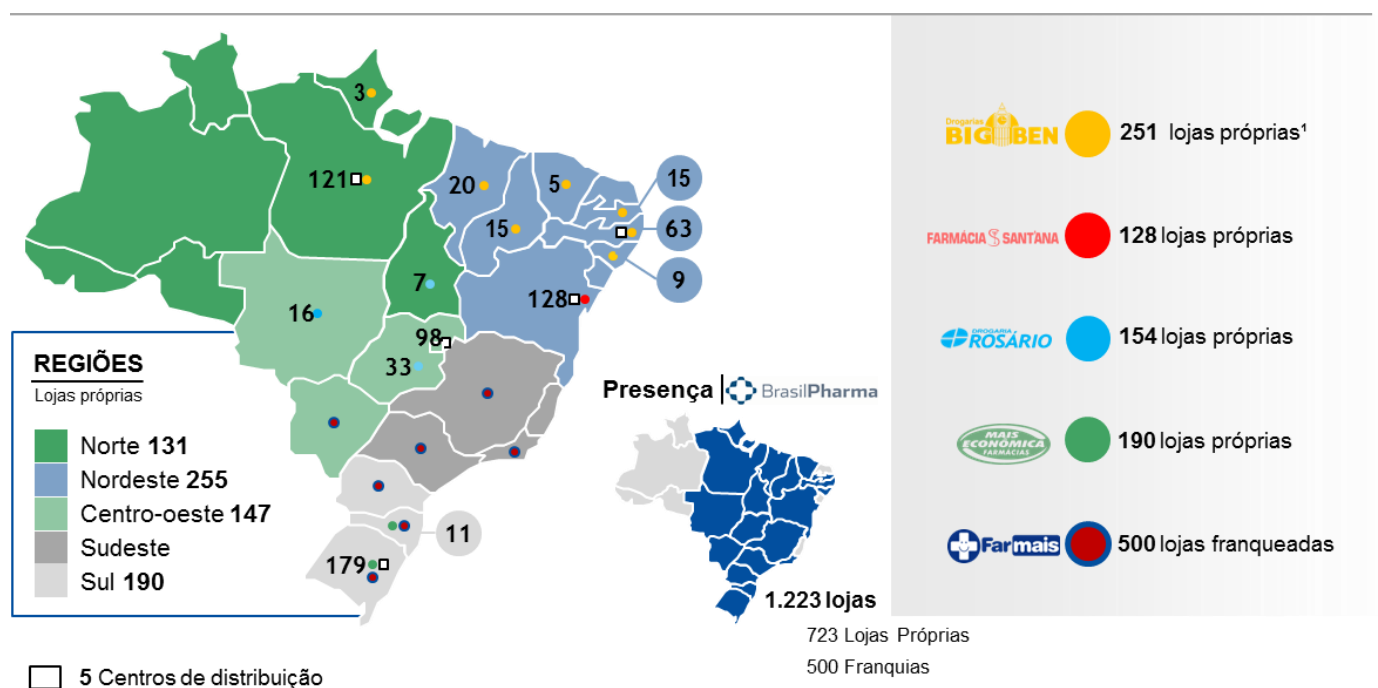 3
121
20
5
15
15
63
9
7
128
16
98
33
11
179
REGIÕES
Lojas próprias
Norte 131
Nordeste 255
Centro-oeste 147
Sudeste
Sul 190
5 Centros de distribuição
Presença | BrasilPharma
1.223 lojas
723 Lojas Próprias
500 Franquias
Drogarias
BIG BEN
251 lojas próprias¹
FARMÁCIA SANT'ANA
128 lojas próprias
DROGARIA
ROSÁRIO
154 lojas próprias
MAIS
ECONÔMICA
FARMÁCIAS
190 lojas próprias
Farmais
500 lojas franqueadas